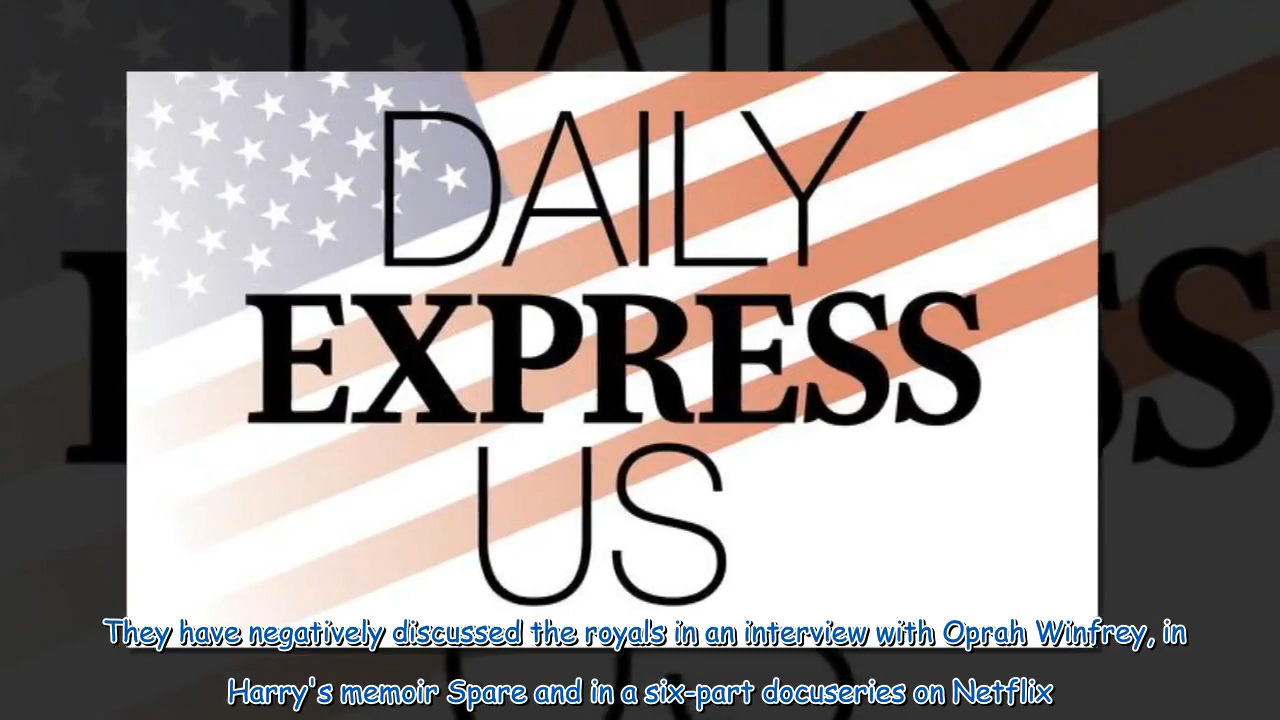 DAILY
EXPRESS
US
They have negatively discussed the royals in an interview with Oprah Winfrey, in
Harry's memoir Spare and in a six-part docuseries on Netflix